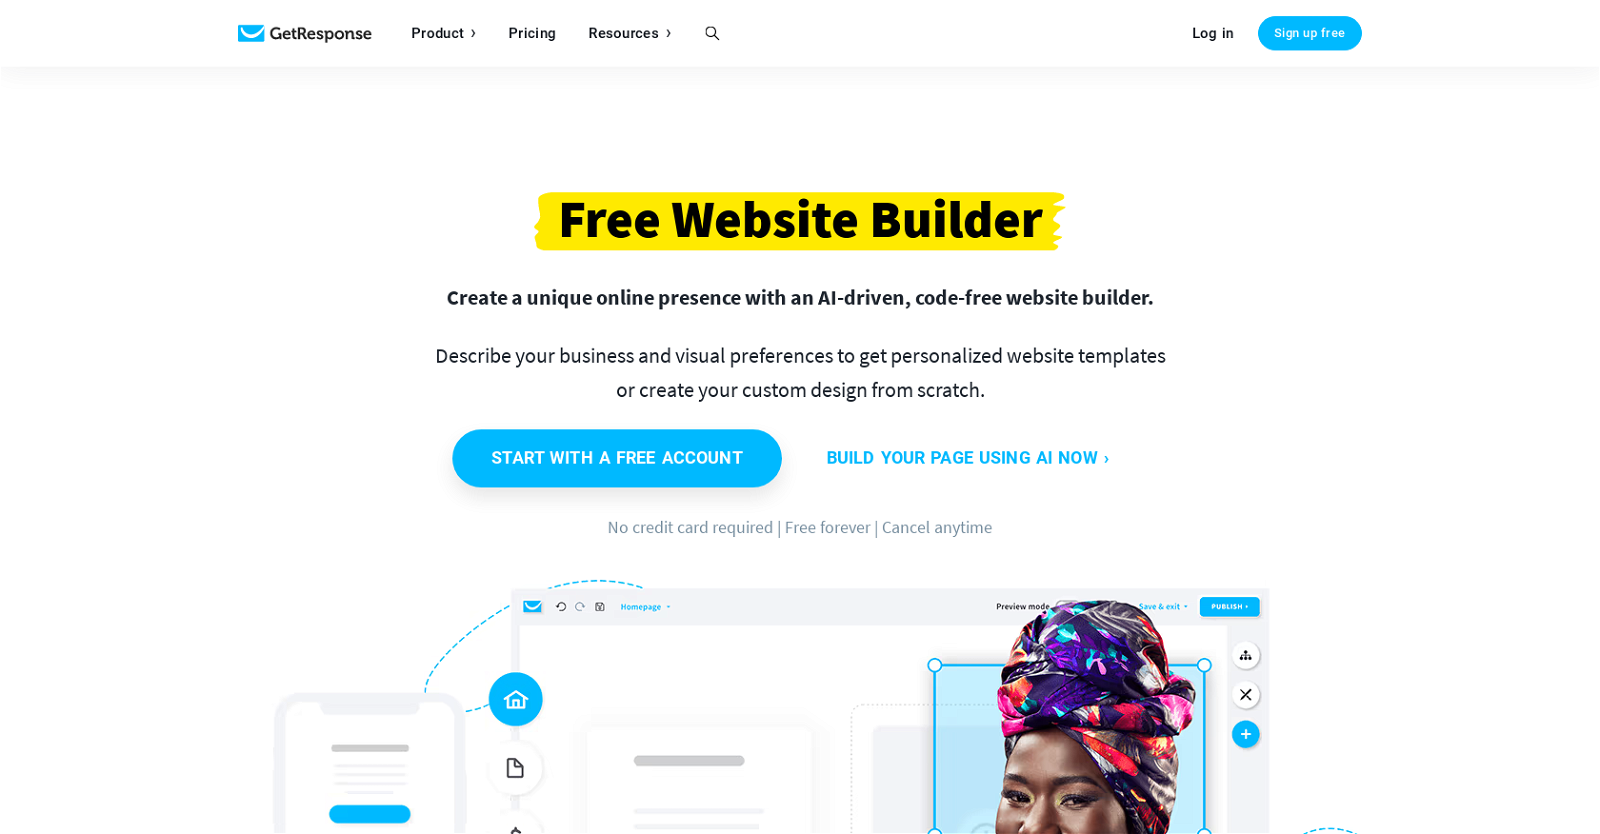 GetResponse
Product ›
Pricing
Resources ›
Log in
Sign up free
Free Website Builder
Create a unique online presence with an AI-driven, code-free website builder.
Describe your business and visual preferences to get personalized website templates
or create your custom design from scratch.
START WITH A FREE ACCOUNT
BUILD YOUR PAGE USING AI NOW ›
No credit card required | Free forever | Cancel anytime
Homepage
Preview mode
Save & exit
PUBLISH